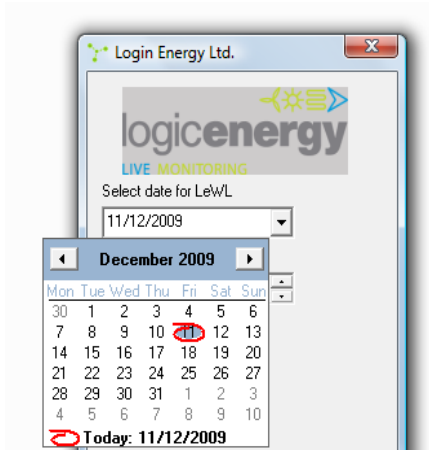 Login Energy Ltd.
logicenergy
LIVE MONITORING
Select date for LeWL
11/12/2009
December 2009
Mon Tue Wed Thu Fri Sat Sun
30 1 2 3 4 5 6
7 8 9 10 11 12 13
14 15 16 17 18 19 20
21 22 23 24 25 26 27
28 29 30 31 1 2 3
4 5 6 7 8 9 10
Today: 11/12/2009